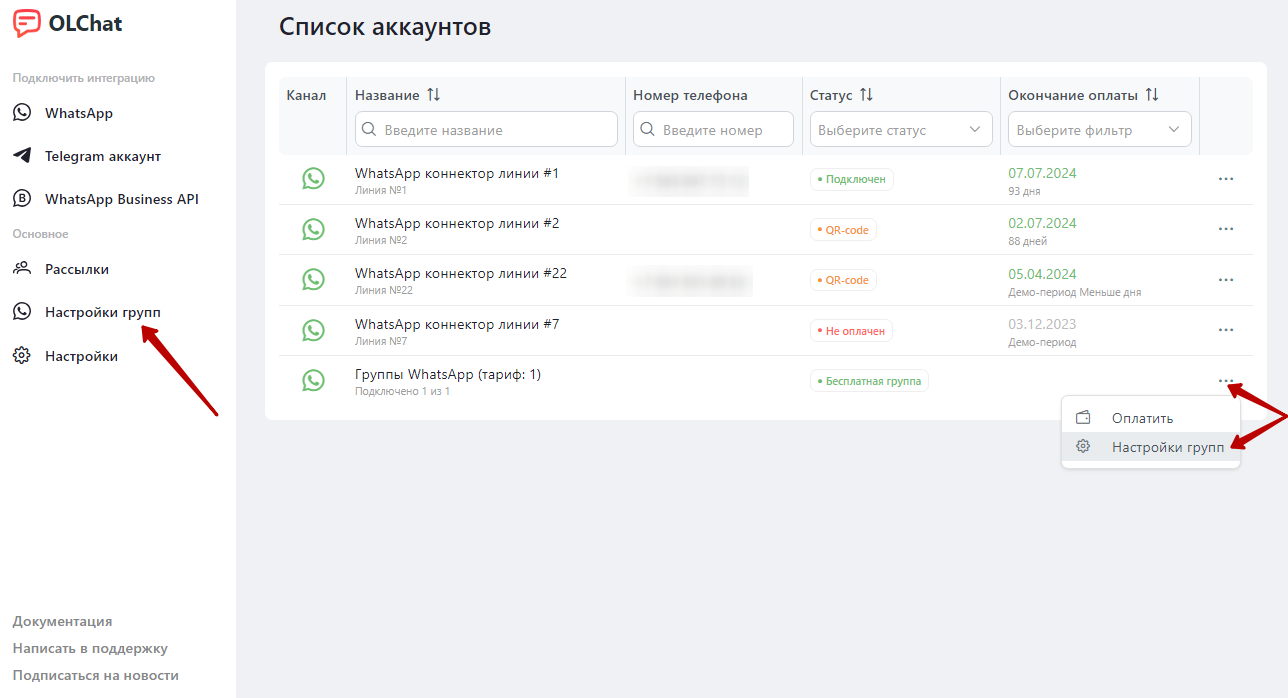 OLChat
Подключить интеграцию
WhatsApp
Telegram аккаунт
WhatsApp Business API
Основное
Рассылки
Настройки групп
Настройки
Документация
Написать в поддержку
Подписаться на новости
Список аккаунтов
Канал Название Номер телефона Статус Окончание оплаты
Введите название Введите номер Выберите статус Выберите фильтр
WhatsApp коннектор линии #1 Подключен 07.07.2024
Линия №1 93 дня
WhatsApp коннектор линии #2 QR-code 02.07.2024
Линия №2 88 дней
WhatsApp коннектор линии #22 QR-code 05.04.2024
Линия №22 Демо-период Меньше дня
WhatsApp коннектор линии #7 Не оплачен 03.12.2023
Линия №7 Демо-период
Группы WhatsApp (тариф: 1) Бесплатная группа
Подключено 1 из 1
Оплатить
Настройки групп